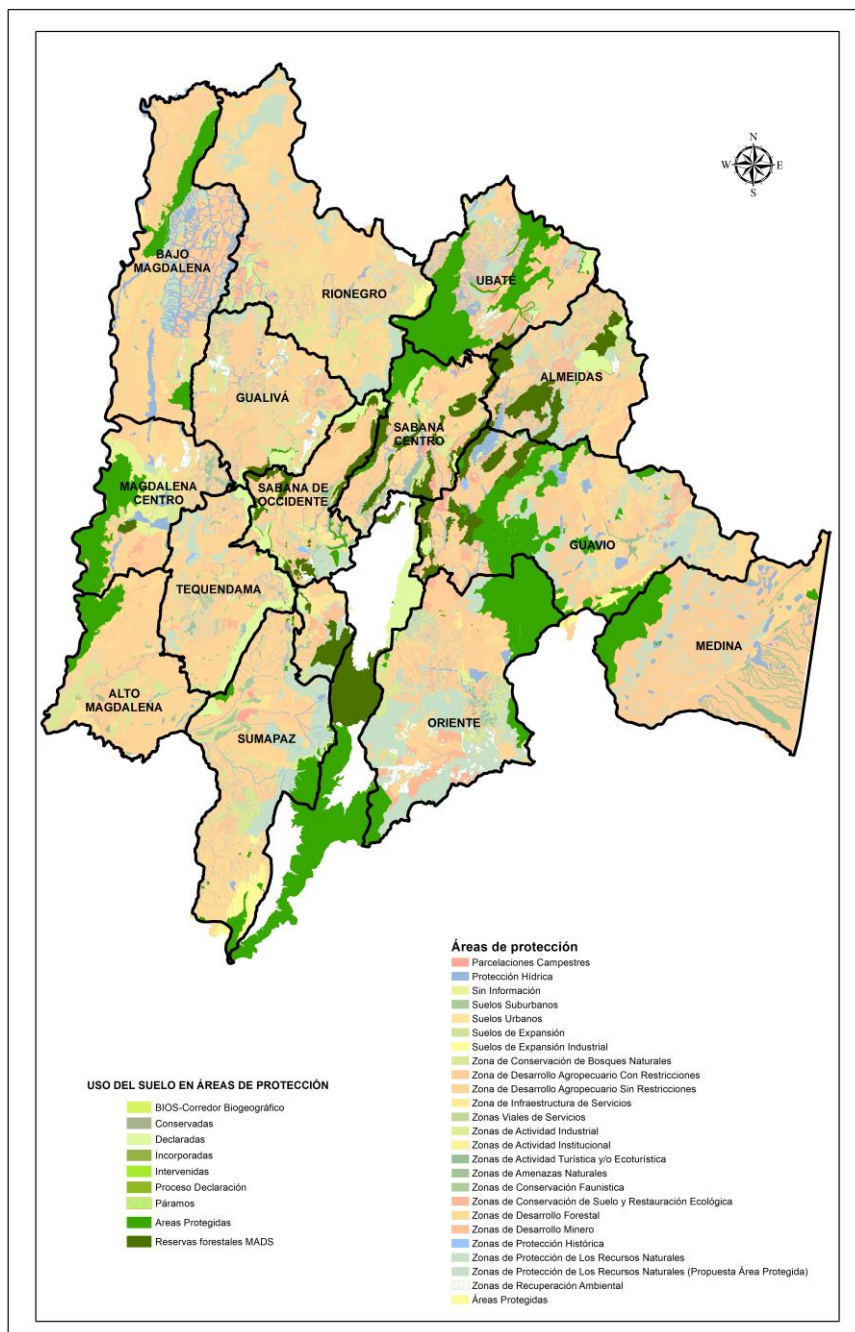 N
W E
S
BAJO
MAGDALENA
RIONEGRO
UBATÉ
GUALIVÁ
ALMEIDAS
SABANA
CENTRO
MAGDALENA
CENTRO
SABANA DE
OCCIDENTE
GUAVIO
TEQUENDAMA
MEDINA
ALTO
MAGDALENA
SUMAPAZ
ORIENTE
USO DEL SUELO EN ÁREAS DE PROTECCIÓN
BIOS-Corredor Biogeográfico
Conservadas
Declaradas
Incorporadas
Intervenidas
Proceso Declaración
Páramos
Areas Protegidas
Reservas forestales MADS
Áreas de protección
Parcelaciones Campestres
Protección Hídrica
Sin Información
Suelos Suburbanos
Suelos Urbanos
Suelos de Expansión
Suelos de Expansión Industrial
Zona de Conservación de Bosques Naturales
Zona de Desarrollo Agropecuario Con Restricciones
Zona de Desarrollo Agropecuario Sin Restricciones
Zona de Infraestructura de Servicios
Zonas Viales de Servicios
Zonas de Actividad Industrial
Zonas de Actividad Institucional
Zonas de Actividad Turística y/o Ecoturística
Zonas de Amenazas Naturales
Zonas de Conservación Faunistica
Zonas de Conservación de Suelo y Restauración Ecológica
Zonas de Desarrollo Forestal
Zonas de Desarrollo Minero
Zonas de Protección Histórica
Zonas de Protección de Los Recursos Naturales
Zonas de Protección de Los Recursos Naturales (Propuesta Área Protegida)
Zonas de Recuperación Ambiental
Áreas Protegidas